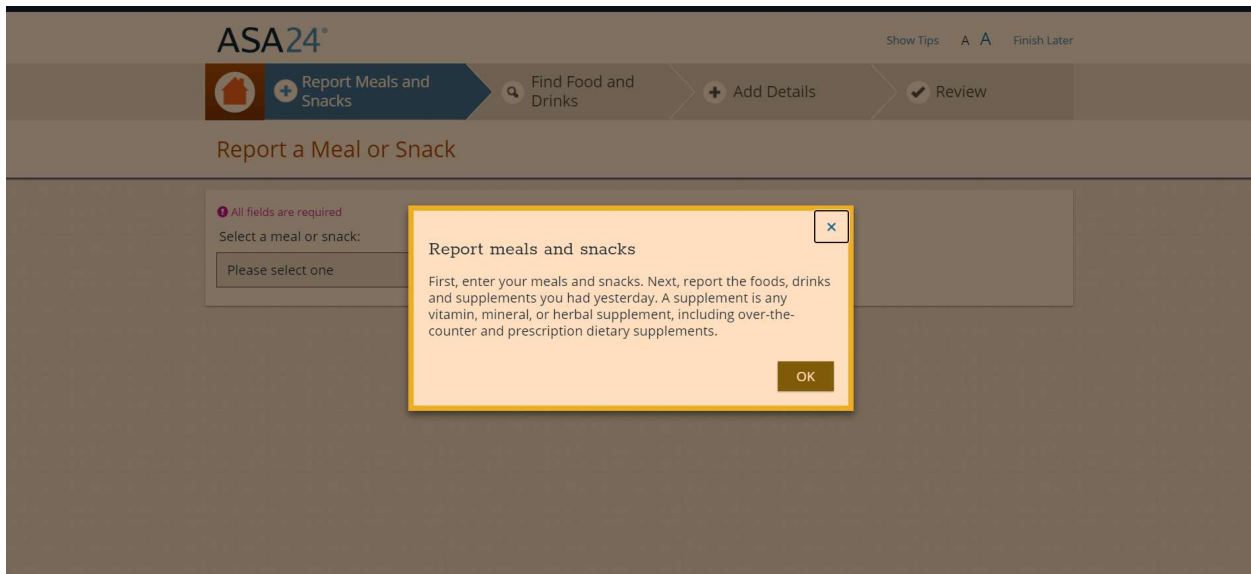 ASA24®
Show Tips A A Finish Later
Report Meals and
Snacks
Find Food and
Drinks
Add Details
Review
Report a Meal or Snack
All fields are required
Select a meal or snack:
Please select one
×
Report meals and snacks
First, enter your meals and snacks. Next, report the foods, drinks
and supplements you had yesterday. A supplement is any
vitamin, mineral, or herbal supplement, including over-the-
counter and prescription dietary supplements.
OK